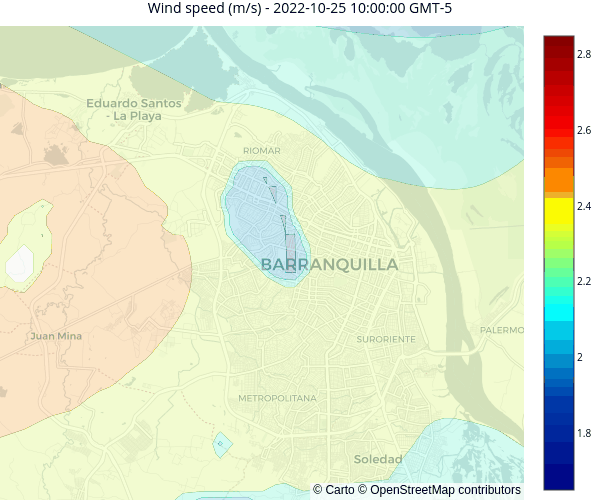 Wind speed (m/s) - 2022-10-25 10:00:00 GMT-5
2.8
Eduardo Santos
- La Playa
2.6
RIOMAR
2.4
BARRANQUILLA
2.2
PALERMO
Juan Mina
SURORIENTE
2
METROPOLITANA
1.8
Soledad
© Carto © OpenStreetMap contributors